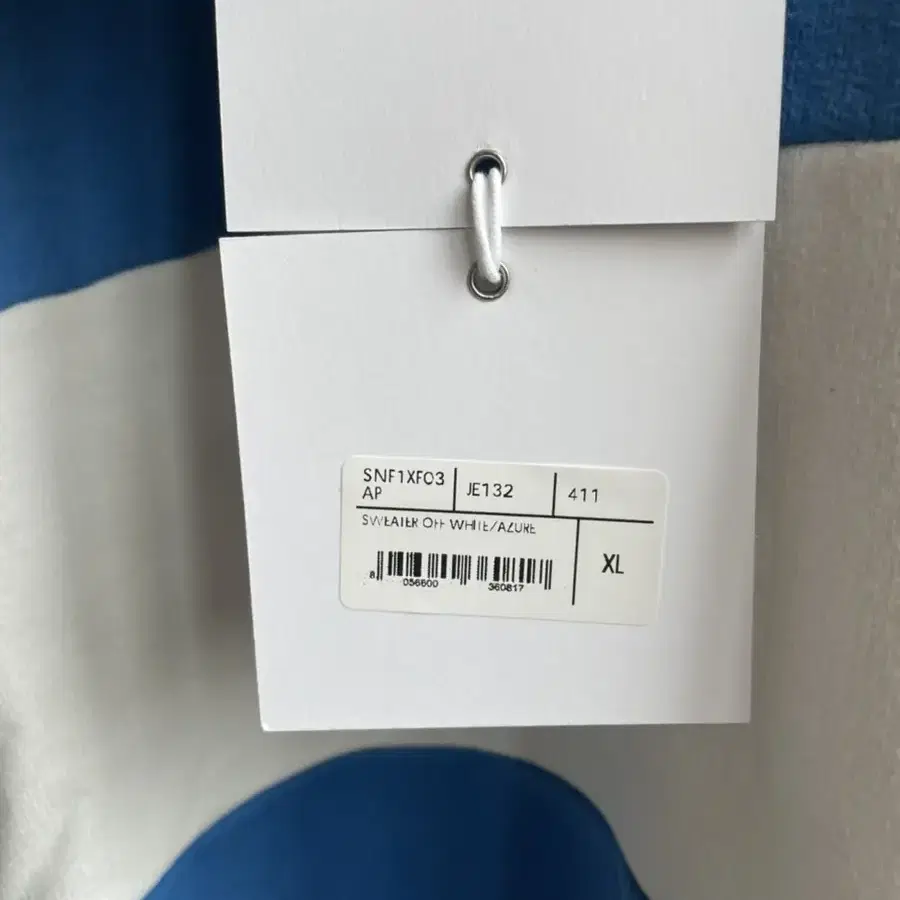 SNF1XF03
AP
JE132
411
SWEATER OFF WHITE/AZURE
XL
8 056600 360817